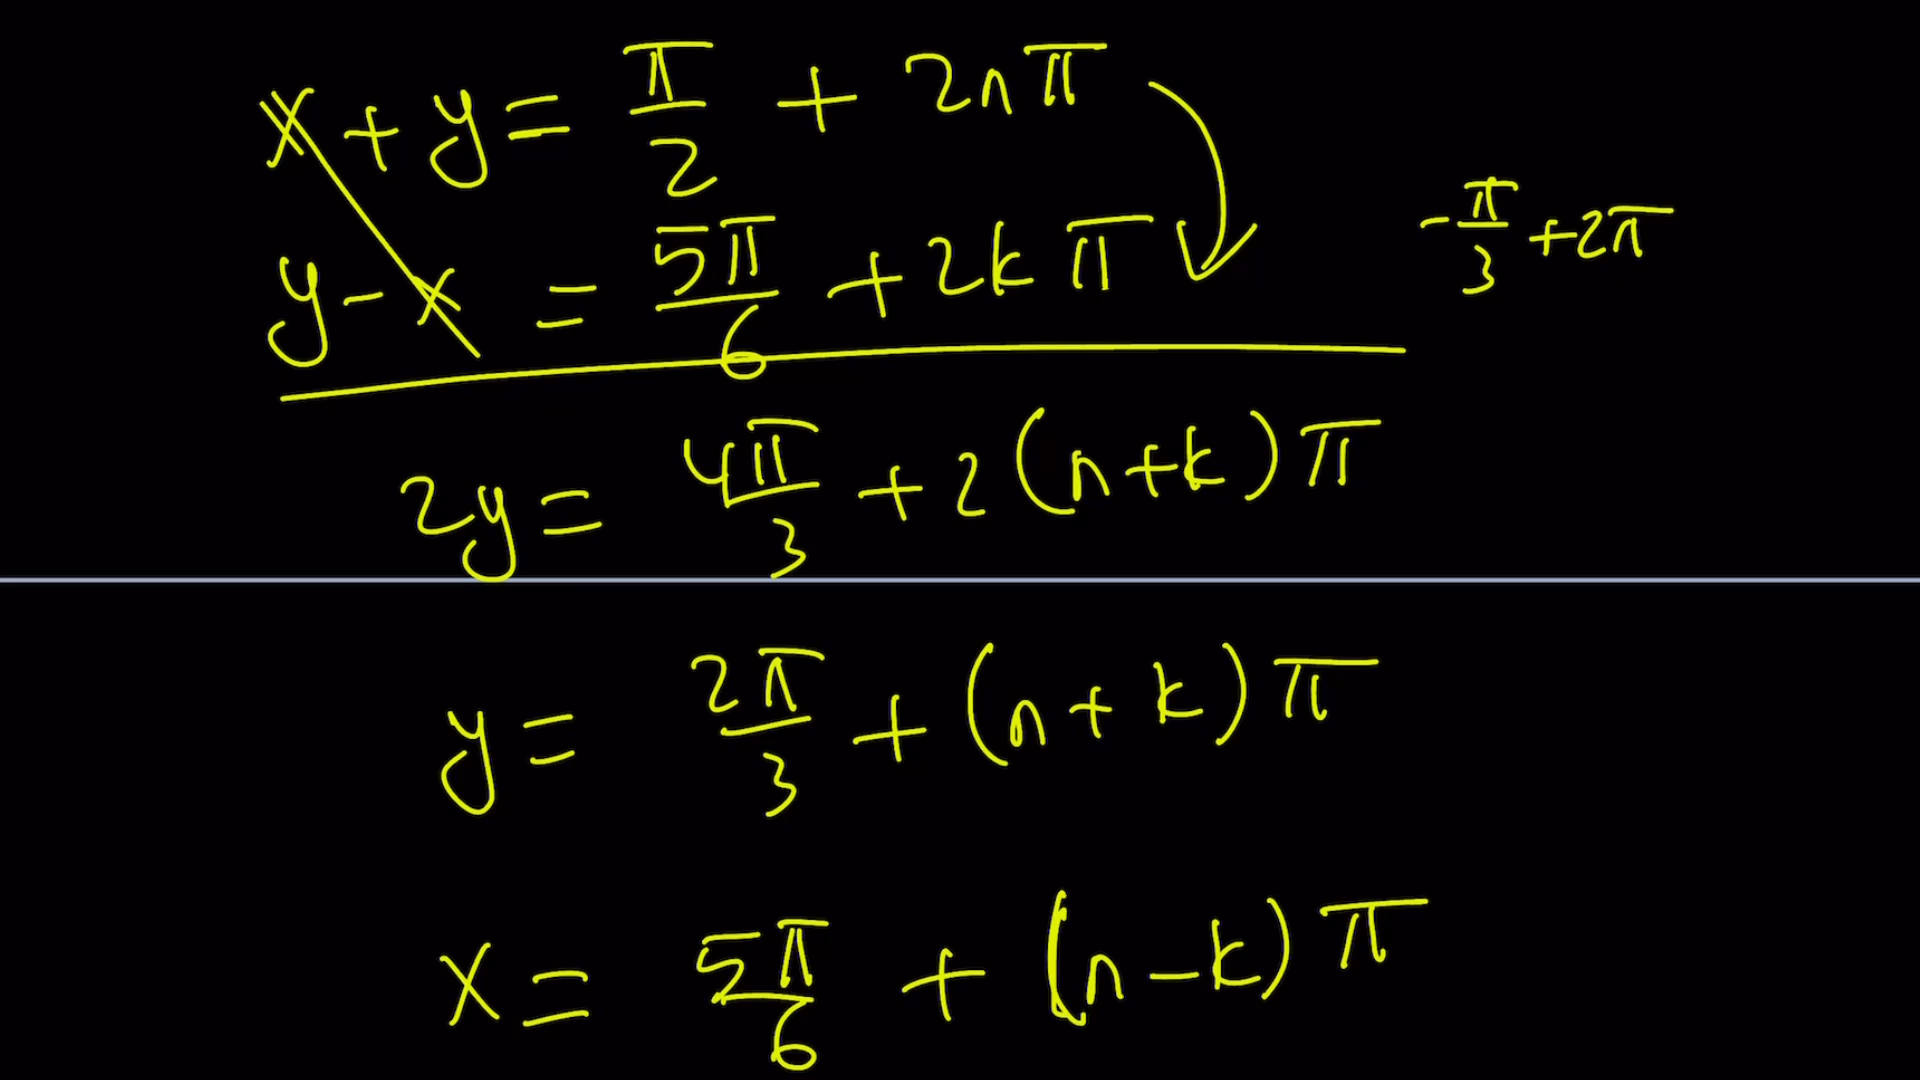 x + y = π/2 + 2nπ
y - x = 5π/6 + 2kπ
-π/3 + 2π
2y = 4π/3 + 2(n+k)π
y = 2π/3 + (n+k)π
x = 5π/6 + (n-k)π